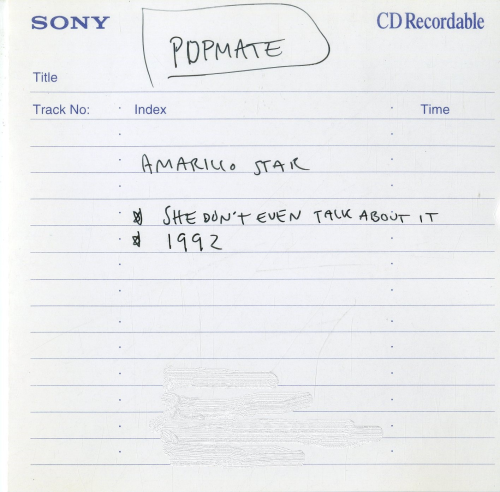 SONY
CD Recordable
PDPMATE
Title
Track No: Index Time
AMARILLO STAR
SHE DON'T EVEN TALK ABOUT IT
1992